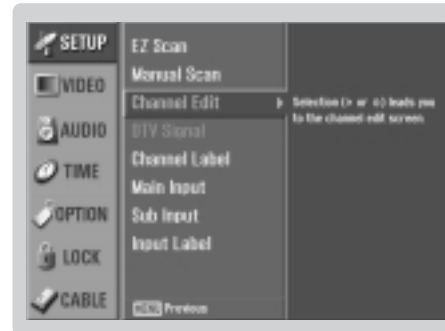 SETUP
VIDEO
AUDIO
TIME
OPTION
LOCK
CABLE
EZ Scan
Manual Scan
Channel Edit
DTV Signal
Channel Label
Main Input
Sub Input
Input Label
MENU Previous
Selection (▷ or ⊙) leads you
to the channel edit screen